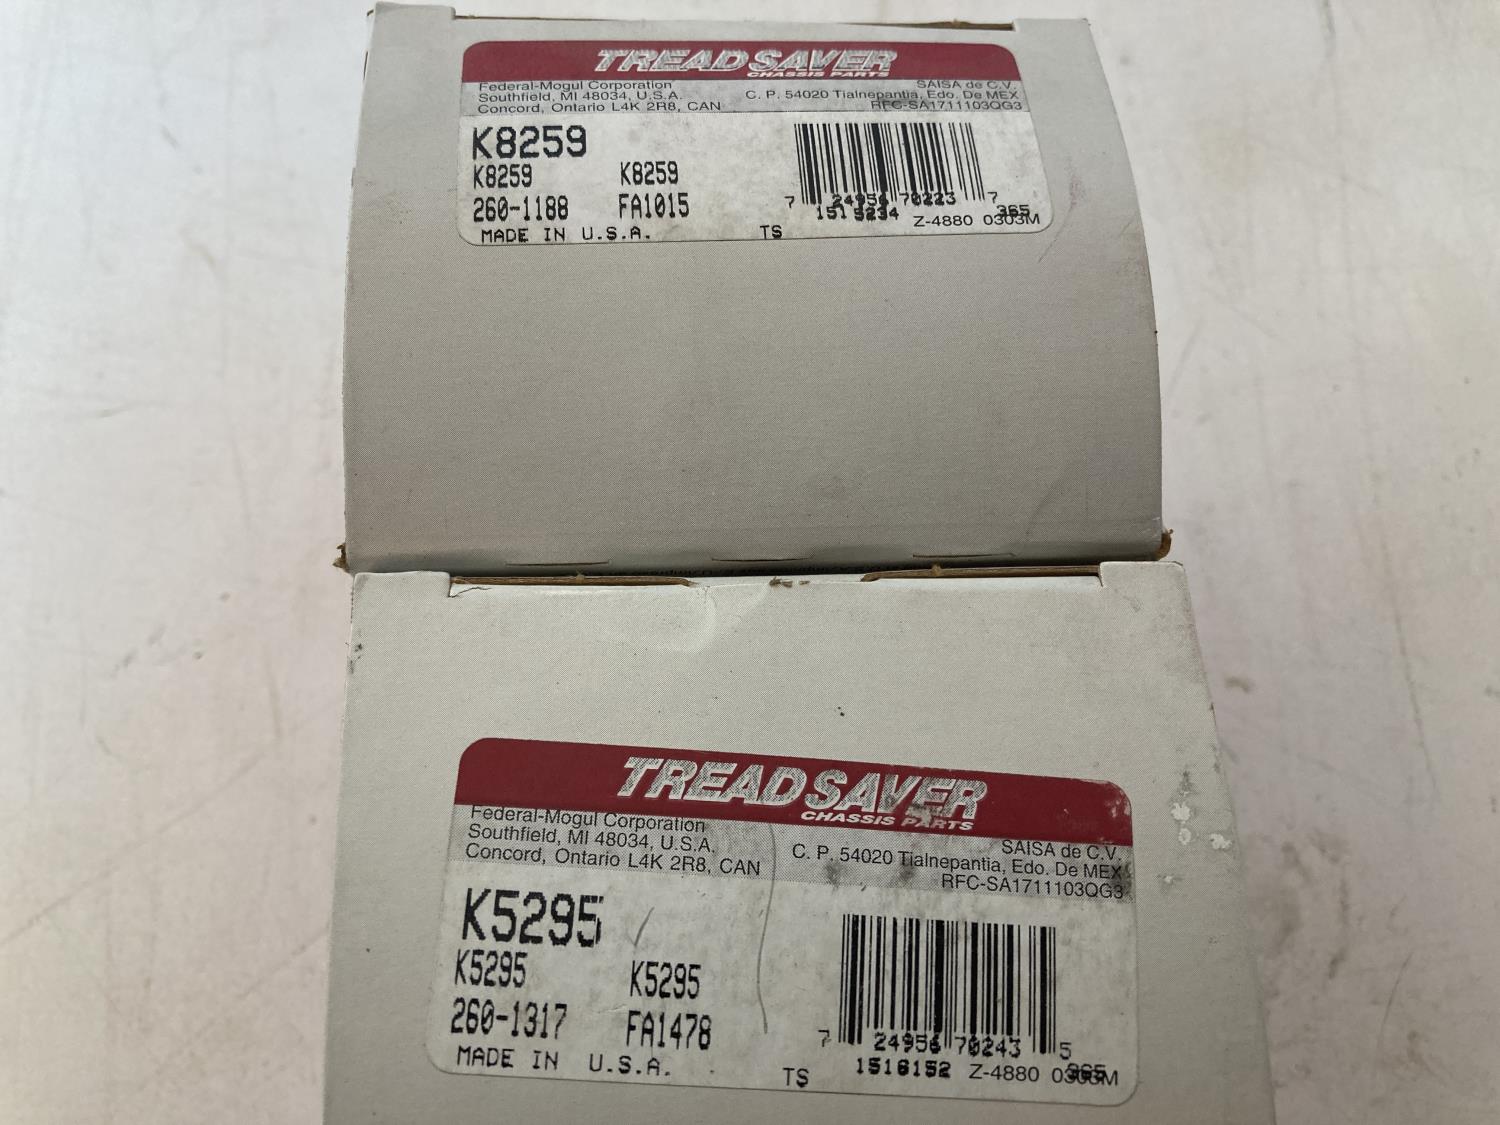 TREADSAVER
CHASSIS PARTS
Federal-Mogul Corporation SAISA de C.V.
Southfield, MI 48034, U.S.A. C. P. 54020 Tialnepantia, Edo. De MEX
Concord, Ontario L4K 2R8, CAN RFC-SA1711103QG3
K8259
K8259 K8259
260-1188 FA1015
MADE IN U.S.A. TS
7 24956 70223 7
Z-4880 0303M
TREADSAVER
CHASSIS PARTS
Federal-Mogul Corporation SAISA de C.V.
Southfield, MI 48034, U.S.A. C. P. 54020 Tialnepantia, Edo. De MEX
Concord, Ontario L4K 2R8, CAN RFC-SA1711103QG3
K5295
K5295 K5295
260-1317 FA1478
MADE IN U.S.A. TS
7 24956 70243 5
1516152 Z-4880